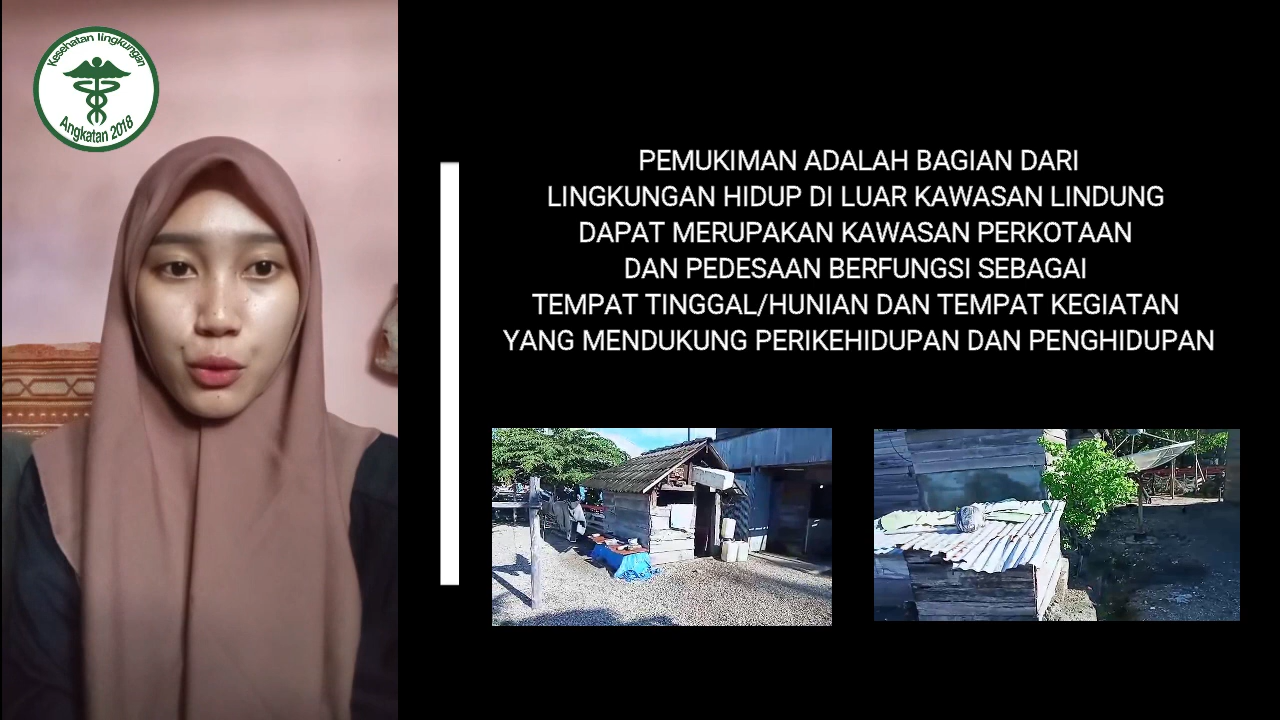 Kesehatan lingkungan
Angkatan 2018
PEMUKIMAN ADALAH BAGIAN DARI
LINGKUNGAN HIDUP DI LUAR KAWASAN LINDUNG
DAPAT MERUPAKAN KAWASAN PERKOTAAN
DAN PEDESAAN BERFUNGSI SEBAGAI
TEMPAT TINGGAL/HUNIAN DAN TEMPAT KEGIATAN
YANG MENDUKUNG PERIKEHIDUPAN DAN PENGHIDUPAN